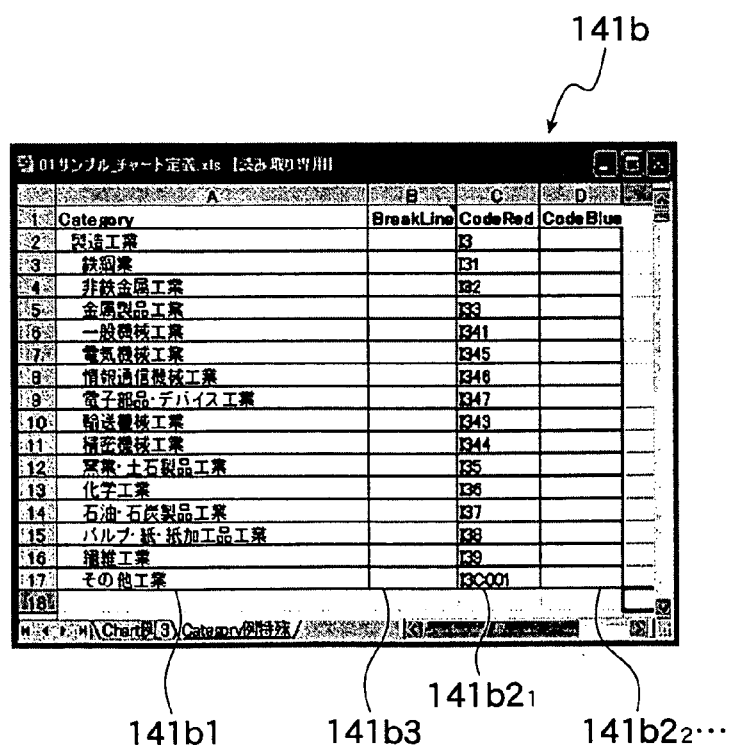 141b
01サンプル_チャート定義.xls 【読み取り専用】
A B C D
1 Category BreakLine CodeRed CodeBlue
2 製造工業 I3
3 鉄鋼業 I31
4 非鉄金属工業 I32
5 金属製品工業 I33
6 一般機械工業 I341
7 電気機械工業 I345
8 情報通信機械工業 I346
9 電子部品・デバイス工業 I347
10 輸送機械工業 I343
11 精密機械工業 I344
12 窯業・土石製品工業 I35
13 化学工業 I36
14 石油・石炭製品工業 I37
15 パルプ・紙・紙加工品工業 I38
16 繊維工業 I39
17 その他工業 I3C001
18
Chart例(3) Category例特殊
141b1 141b3 141b2₁ 141b2₂…